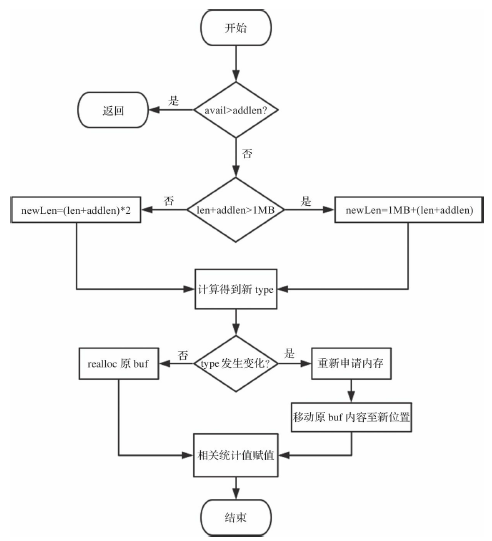 开始
avail>addlen?
是
返回
否
len+addlen>1MB
否
是
newLen=(len+addlen)*2
newLen=1MB+(len+addlen)
计算得到新 type
type 发生变化?
否
是
realloc 原 buf
重新申请内存
移动原 buf 内容至新位置
相关统计值赋值
结束